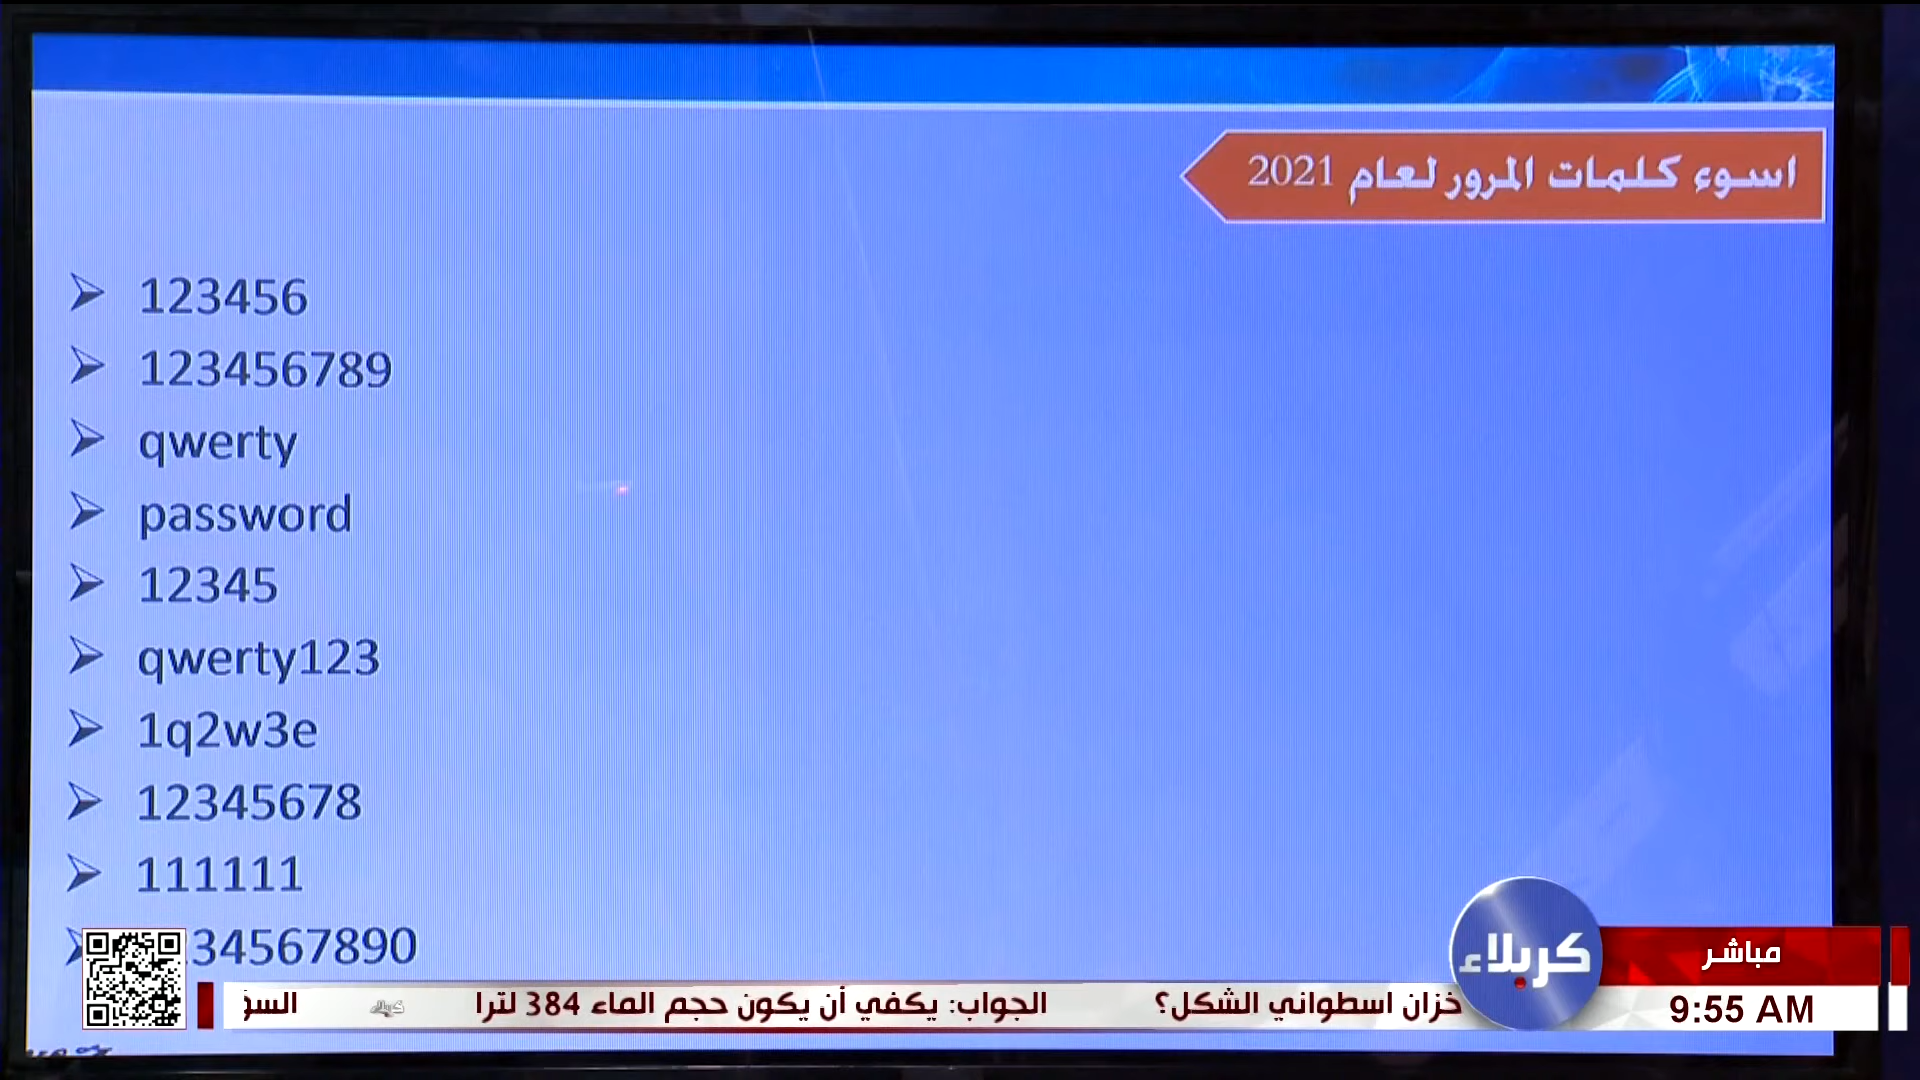 اسوء كلمات المرور لعام 2021
123456
123456789
qwerty
password
12345
qwerty123
1q2w3e
12345678
111111
34567890
كربلاء
مباشر
خزان اسطواني الشكل؟ الجواب: يكفي أن يكون حجم الماء 384 لترا كربلاء
9:55 AM